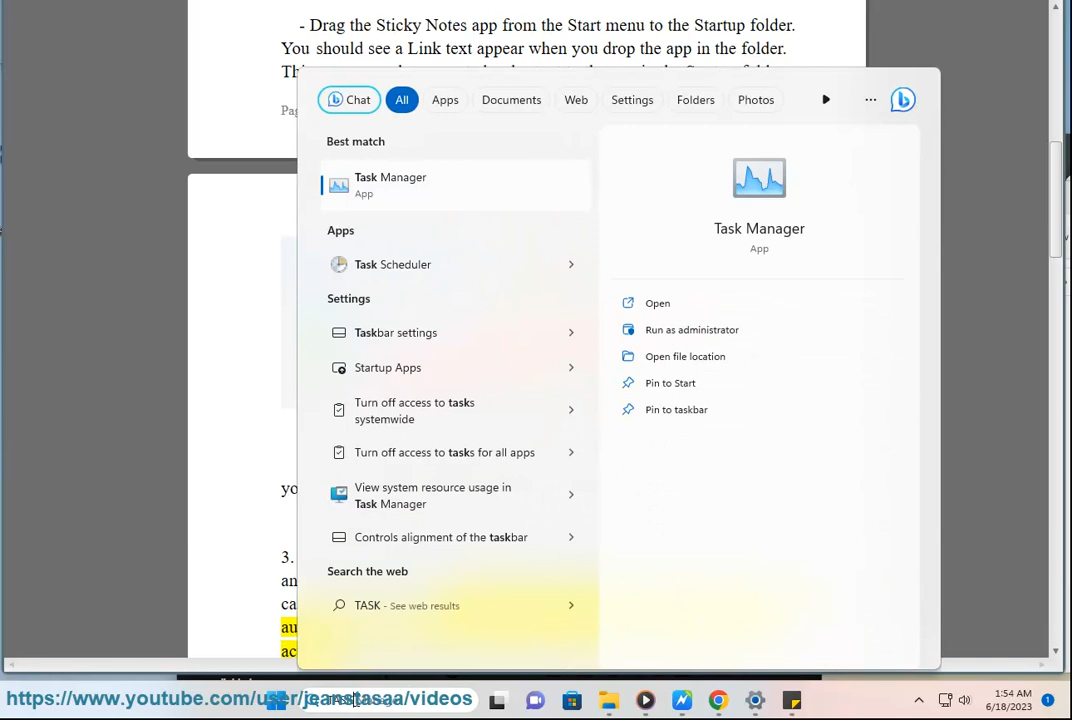 - Drag the Sticky Notes app from the Start menu to the Startup folder.
You should see a Link text appear when you drop the app in the folder.
Chat All Apps Documents Web Settings Folders Photos ...
Best match
Task Manager
App
Task Manager
App
Apps
Task Scheduler
Open
Run as administrator
Open file location
Pin to Start
Pin to taskbar
Settings
Taskbar settings
Startup Apps
Turn off access to tasks
systemwide
Turn off access to tasks for all apps
View system resource usage in
Task Manager
Controls alignment of the taskbar
Search the web
TASK - See web results
3.
https://www.youtube.com/user/jeanstasaa/videos
1:54 AM
6/18/2023
1